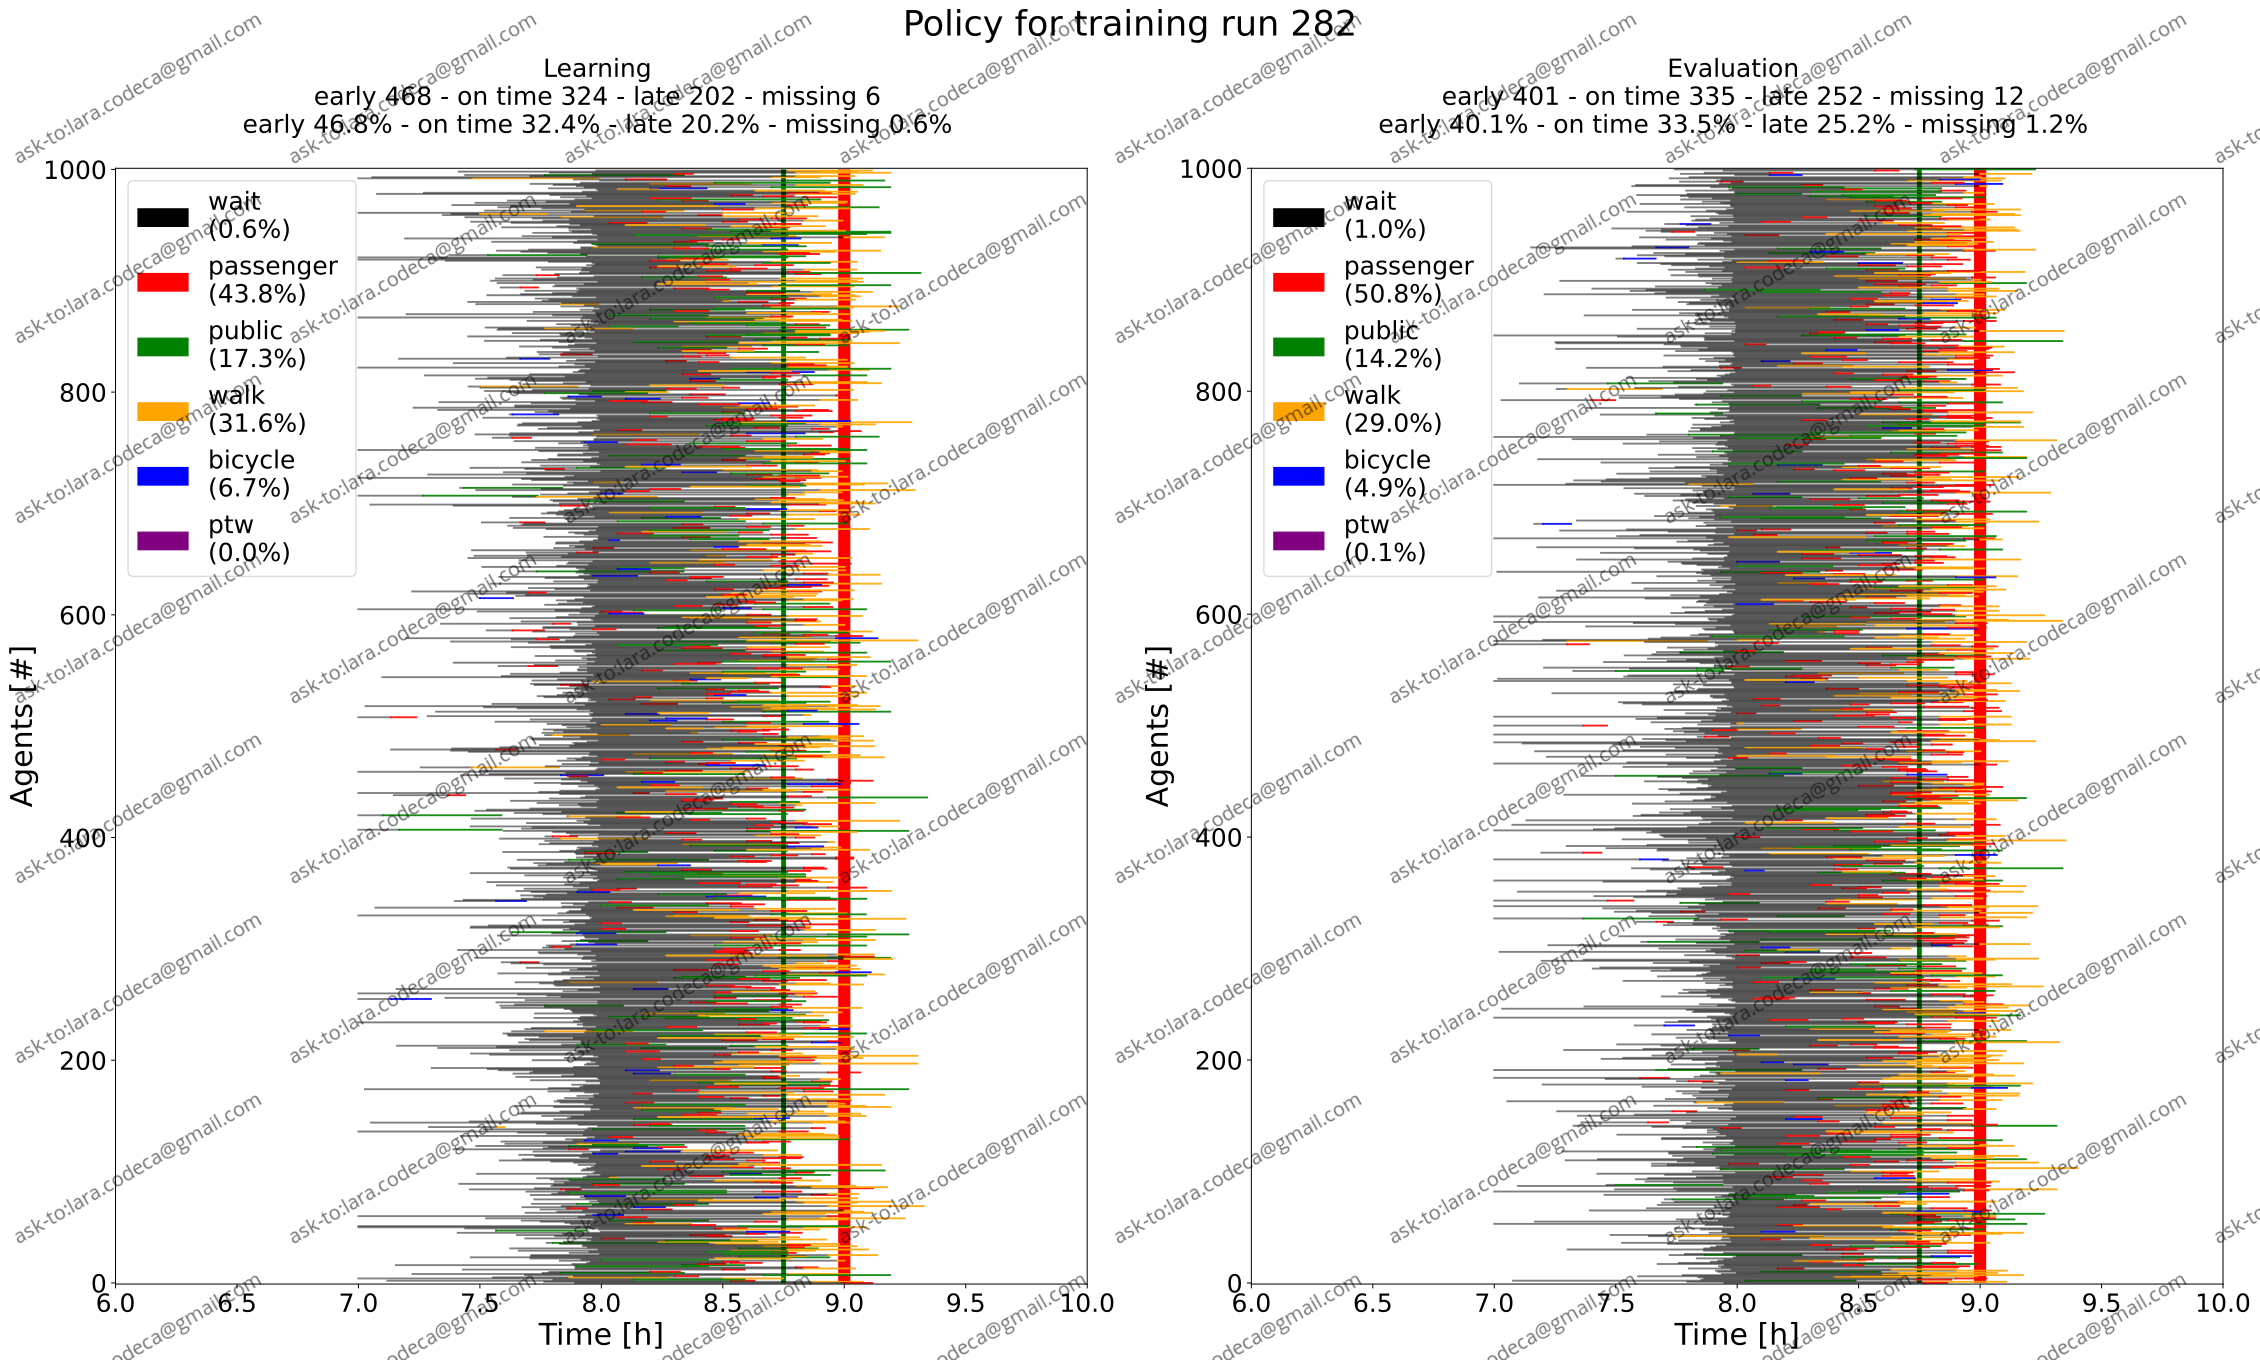 Policy for training run 282
Learning
early 468 - on time 324 - late 202 - missing 6
early 46.8% - on time 32.4% - late 20.2% - missing 0.6%
1000
800
600
400
200
0
Agents [#]
wait
(0.6%)
passenger
(43.8%)
public
(17.3%)
walk
(31.6%)
bicycle
(6.7%)
ptw
(0.0%)
6.0 6.5 7.0 7.5 8.0 8.5 9.0 9.5 10.0
Time [h]
Evaluation
early 401 - on time 335 - late 252 - missing 12
early 40.1% - on time 33.5% - late 25.2% - missing 1.2%
1000
800
600
400
200
0
Agents [#]
wait
(1.0%)
passenger
(50.8%)
public
(14.2%)
walk
(29.0%)
bicycle
(4.9%)
ptw
(0.1%)
6.0 6.5 7.0 7.5 8.0 8.5 9.0 9.5 10.0
Time [h]
ask-to:lara.codeca@gmail.com